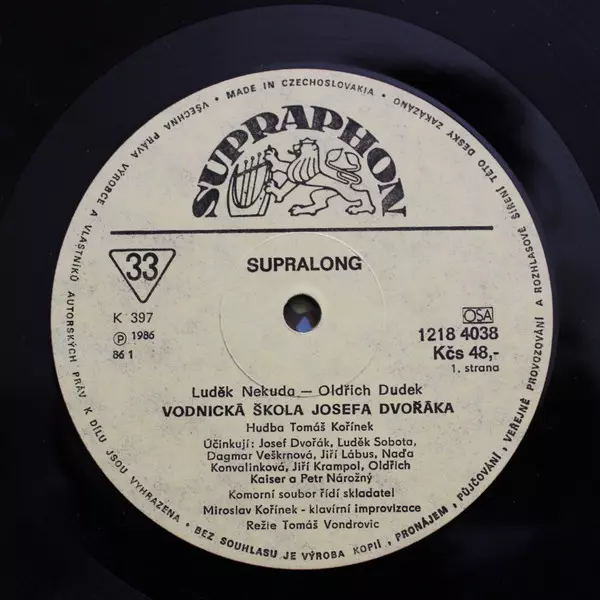 VŠECHNA PRÁVA VÝROBCE A VLASTNÍKŮ AUTORSKÝCH PRÁV K DÍLU JSOU VYHRAZENA •
MADE IN CZECHOSLOVAKIA •
BEZ SOUHLASU JE VÝROBA KOPIÍ, PRONÁJEM, PŮJČOVÁNÍ, VEŘEJNÉ PROVOZOVÁNÍ A ROZHLASOVÉ ŠÍŘENÍ TÉTO DESKY ZAKÁZÁNO •
SUPRAPHON
33
SUPRALONG
K 397
Ⓟ 1986
86 1
OSA
1218 4038
Kčs 48,-
1. strana
Luděk Nekuda – Oldřich Dudek
VODNICKÁ ŠKOLA JOSEFA DVOŘÁKA
Hudba Tomáš Kořínek
Účinkují: Josef Dvořák, Luděk Sobota,
Dagmar Veškrnová, Jiří Lábus, Naďa
Konvalinková, Jiří Krampol, Oldřich
Kaiser a Petr Nárožný
Komorní soubor řídí skladatel
Miroslav Kořínek - klavírní improvizace
Režie Tomáš Vondrovic